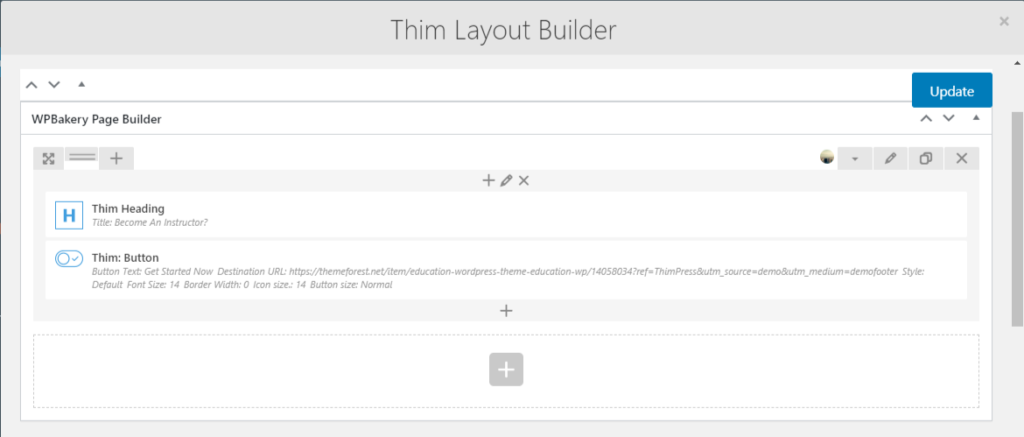 Thim Layout Builder
Update
WPBakery Page Builder
H
Thim Heading
Title: Become An Instructor?
Thim: Button
Button Text: Get Started Now Destination URL: https://themeforest.net/item/education-wordpress-theme-education-wp/14058034?ref=ThimPress&utm_source=demo&utm_medium=demofooter Style:
Default Font Size: 14 Border Width: 0 Icon size.: 14 Button size: Normal